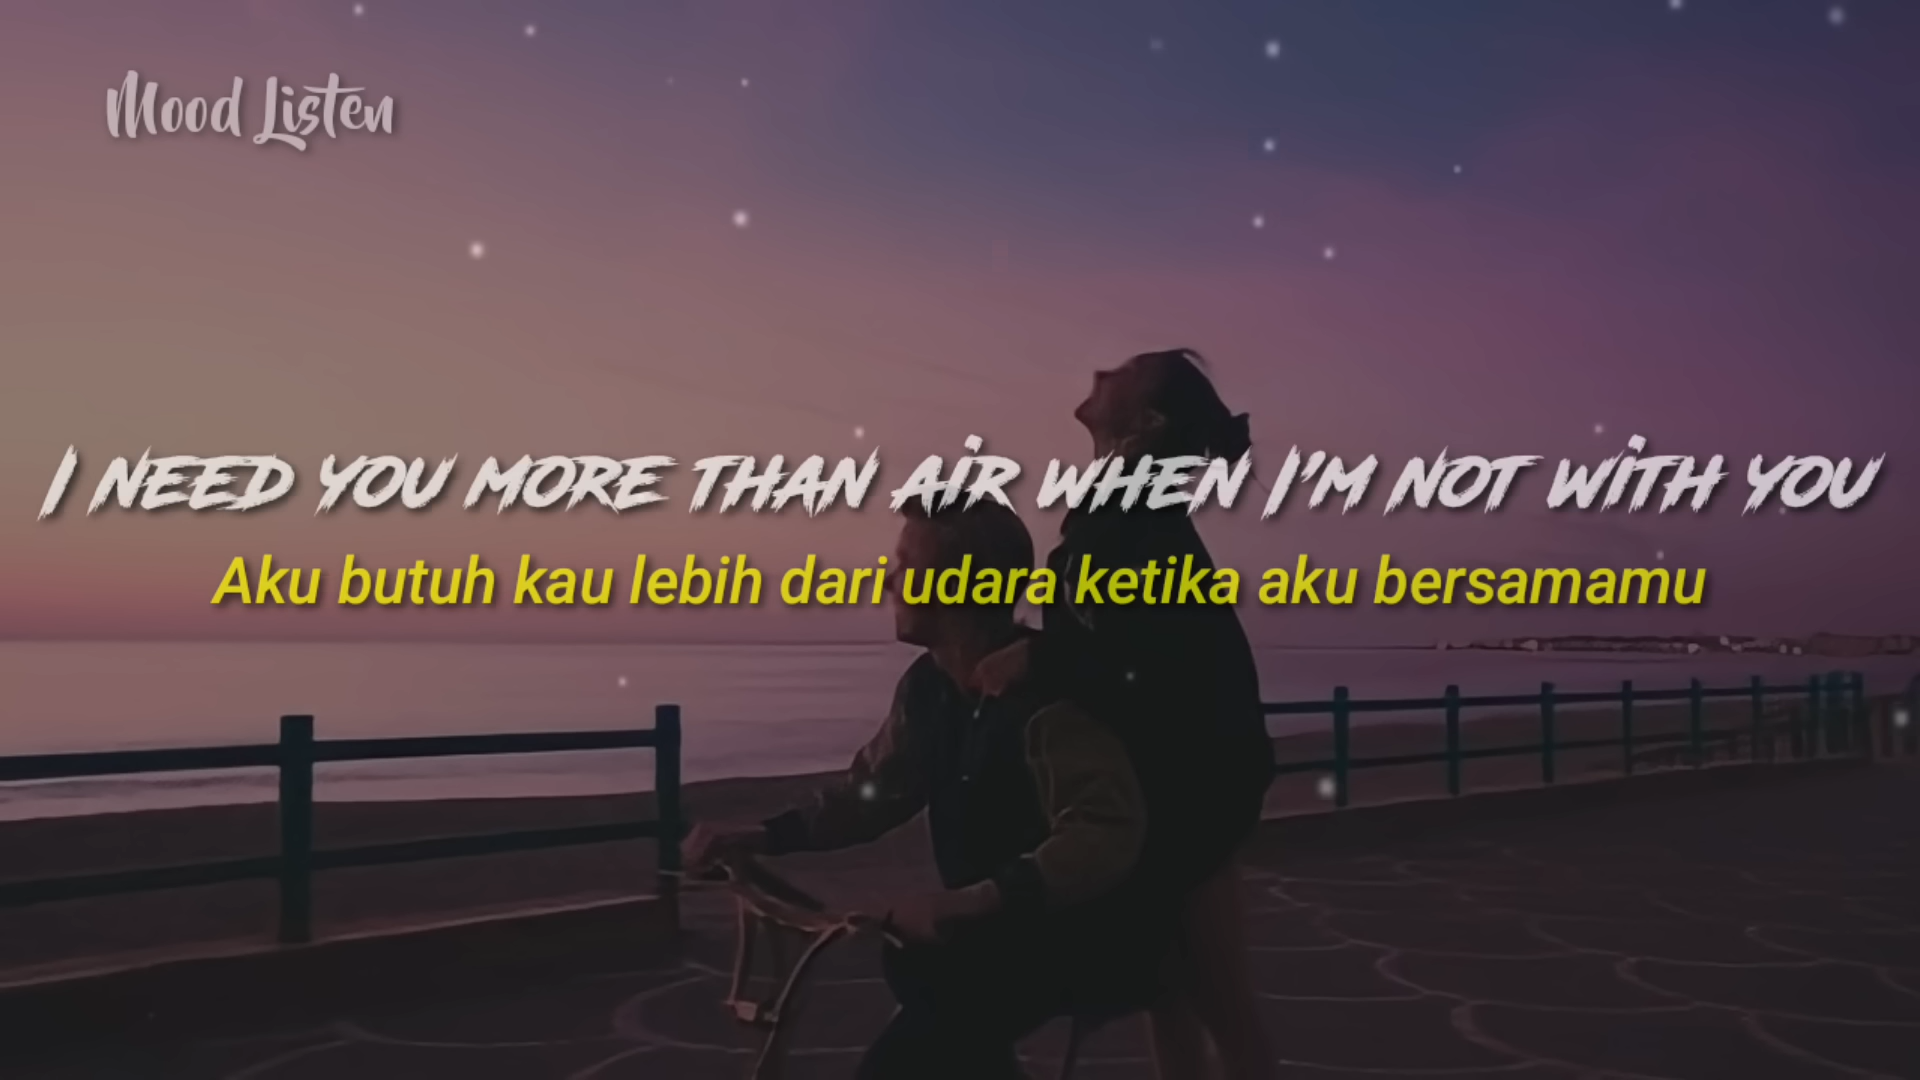 Mood Listen
I NEED YOU MORE THAN AIR WHEN I'M NOT WITH YOU
Aku butuh kau lebih dari udara ketika aku bersamamu